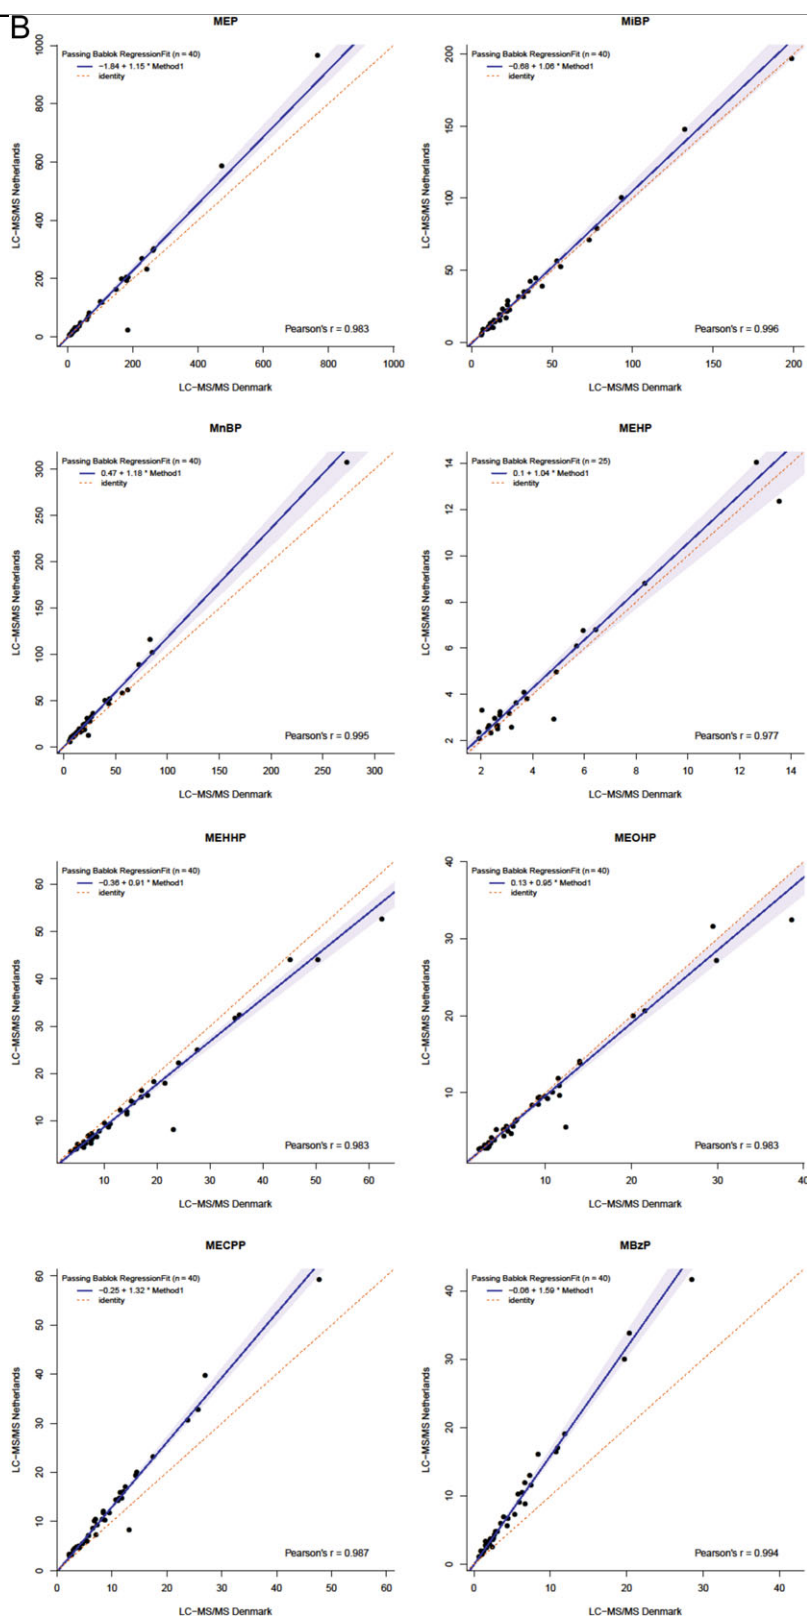 B
MEP
Passing Bablok RegressionFit (n = 40)
−1.84 + 1.15 * Method1
identity
LC−MS/MS Netherlands
1000
800
600
400
200
0
Pearson's r = 0.983
0 200 400 600 800 1000
LC−MS/MS Denmark
MiBP
Passing Bablok RegressionFit (n = 40)
−0.68 + 1.06 * Method1
identity
LC−MS/MS Netherlands
200
150
100
50
0
Pearson's r = 0.996
0 50 100 150 200
LC−MS/MS Denmark
MnBP
Passing Bablok RegressionFit (n = 40)
0.47 + 1.18 * Method1
identity
LC−MS/MS Netherlands
300
250
200
150
100
50
0
Pearson's r = 0.995
0 50 100 150 200 250 300
LC−MS/MS Denmark
MEHP
Passing Bablok RegressionFit (n = 25)
0.1 + 1.04 * Method1
identity
LC−MS/MS Netherlands
14
12
10
8
6
4
2
Pearson's r = 0.977
2 4 6 8 10 12 14
LC−MS/MS Denmark
MEHHP
Passing Bablok RegressionFit (n = 40)
−0.36 + 0.91 * Method1
identity
LC−MS/MS Netherlands
60
50
40
30
20
10
Pearson's r = 0.983
10 20 30 40 50 60
LC−MS/MS Denmark
MEOHP
Passing Bablok RegressionFit (n = 40)
0.13 + 0.95 * Method1
identity
LC−MS/MS Netherlands
40
30
20
10
Pearson's r = 0.983
10 20 30 40
LC−MS/MS Denmark
MECPP
Passing Bablok RegressionFit (n = 40)
−0.25 + 1.32 * Method1
identity
LC−MS/MS Netherlands
60
50
40
30
20
10
0
Pearson's r = 0.987
0 10 20 30 40 50 60
LC−MS/MS Denmark
MBzP
Passing Bablok RegressionFit (n = 40)
−0.06 + 1.59 * Method1
identity
LC−MS/MS Netherlands
40
30
20
10
0
Pearson's r = 0.994
0 10 20 30 40
LC−MS/MS Denmark